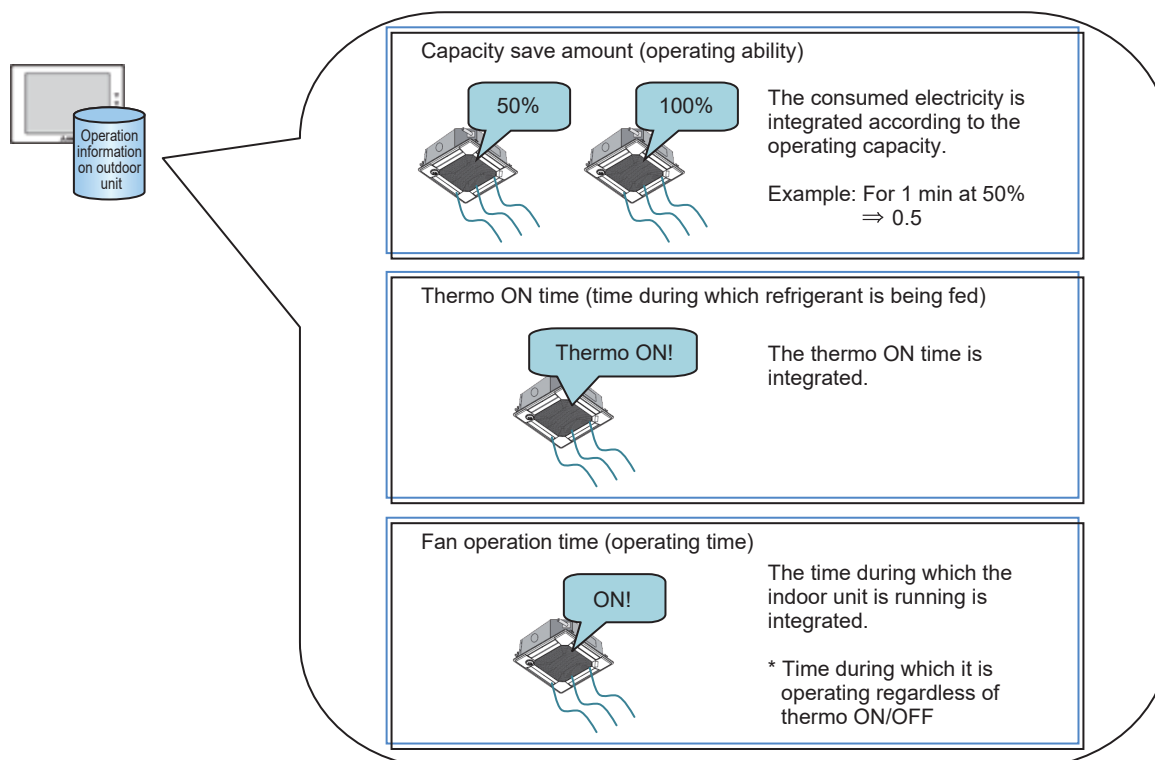 Operation
information
on outdoor
unit
Capacity save amount (operating ability)
50%
100%
The consumed electricity is
integrated according to the
operating capacity.
Example: For 1 min at 50%
⇒ 0.5
Thermo ON time (time during which refrigerant is being fed)
Thermo ON!
The thermo ON time is
integrated.
Fan operation time (operating time)
ON!
The time during which the
indoor unit is running is
integrated.
* Time during which it is
operating regardless of
thermo ON/OFF